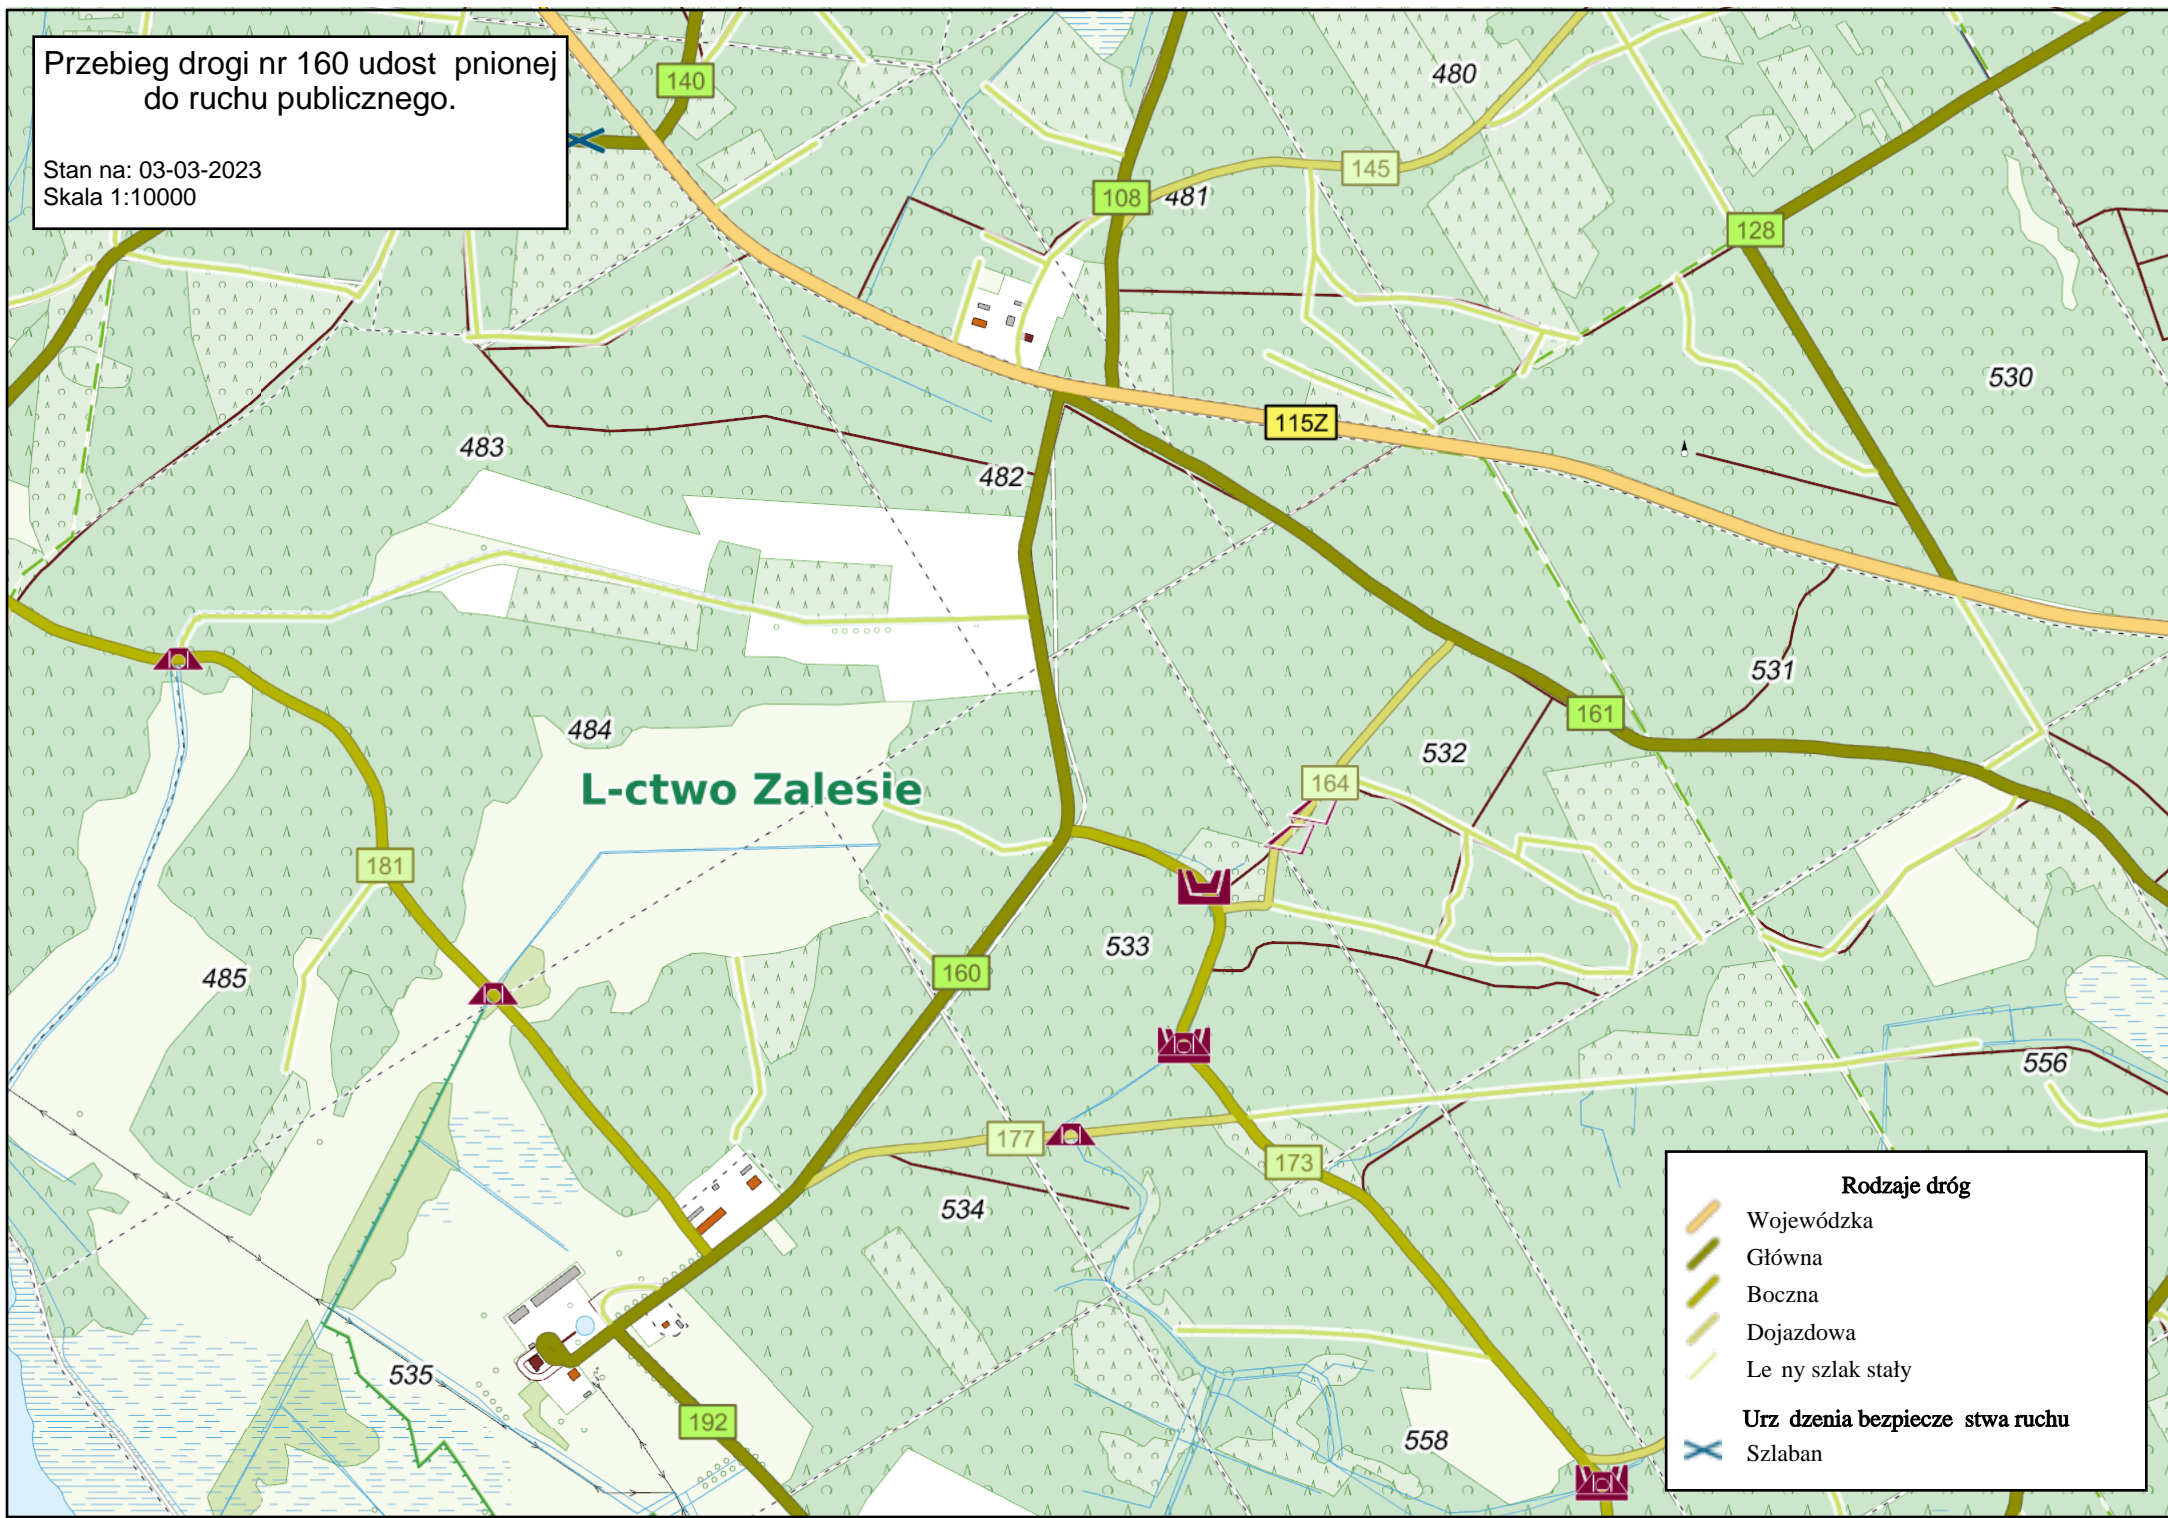 Przebieg drogi nr 160 udost pnionej
do ruchu publicznego.
Stan na: 03-03-2023
Skala 1:10000
140
480
145
108
481
128
530
115Z
483
482
531
161
484
532
L-ctwo Zalesie
164
181
533
485
160
556
177
173
534
535
192
558
Rodzaje dróg
Wojewódzka
Główna
Boczna
Dojazdowa
Le ny szlak stały
Urz dzenia bezpiecze stwa ruchu
Szlaban